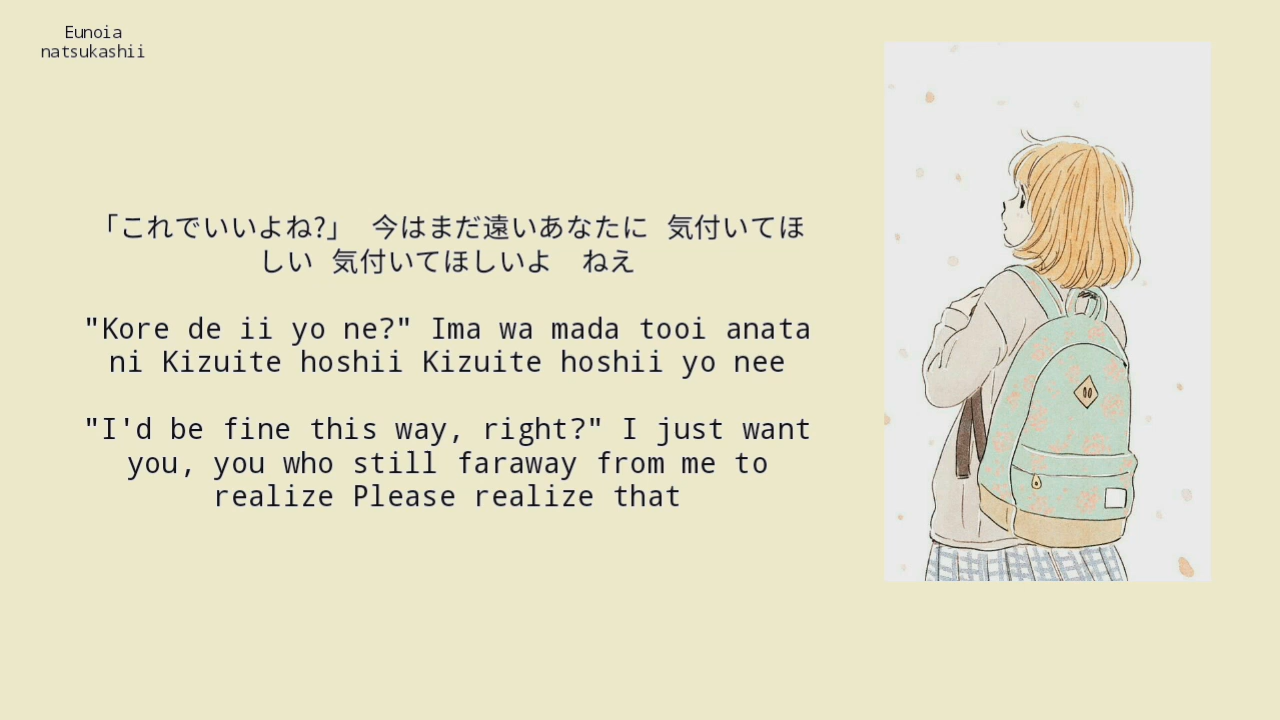 Eunoia
natsukashii
「これでいいよね?」 今はまだ遠いあなたに 気付いてほ
しい 気付いてほしいよ ねえ
"Kore de ii yo ne?" Ima wa mada tooi anata
ni Kizuite hoshii Kizuite hoshii yo nee
"I'd be fine this way, right?" I just want
you, you who still faraway from me to
realize Please realize that